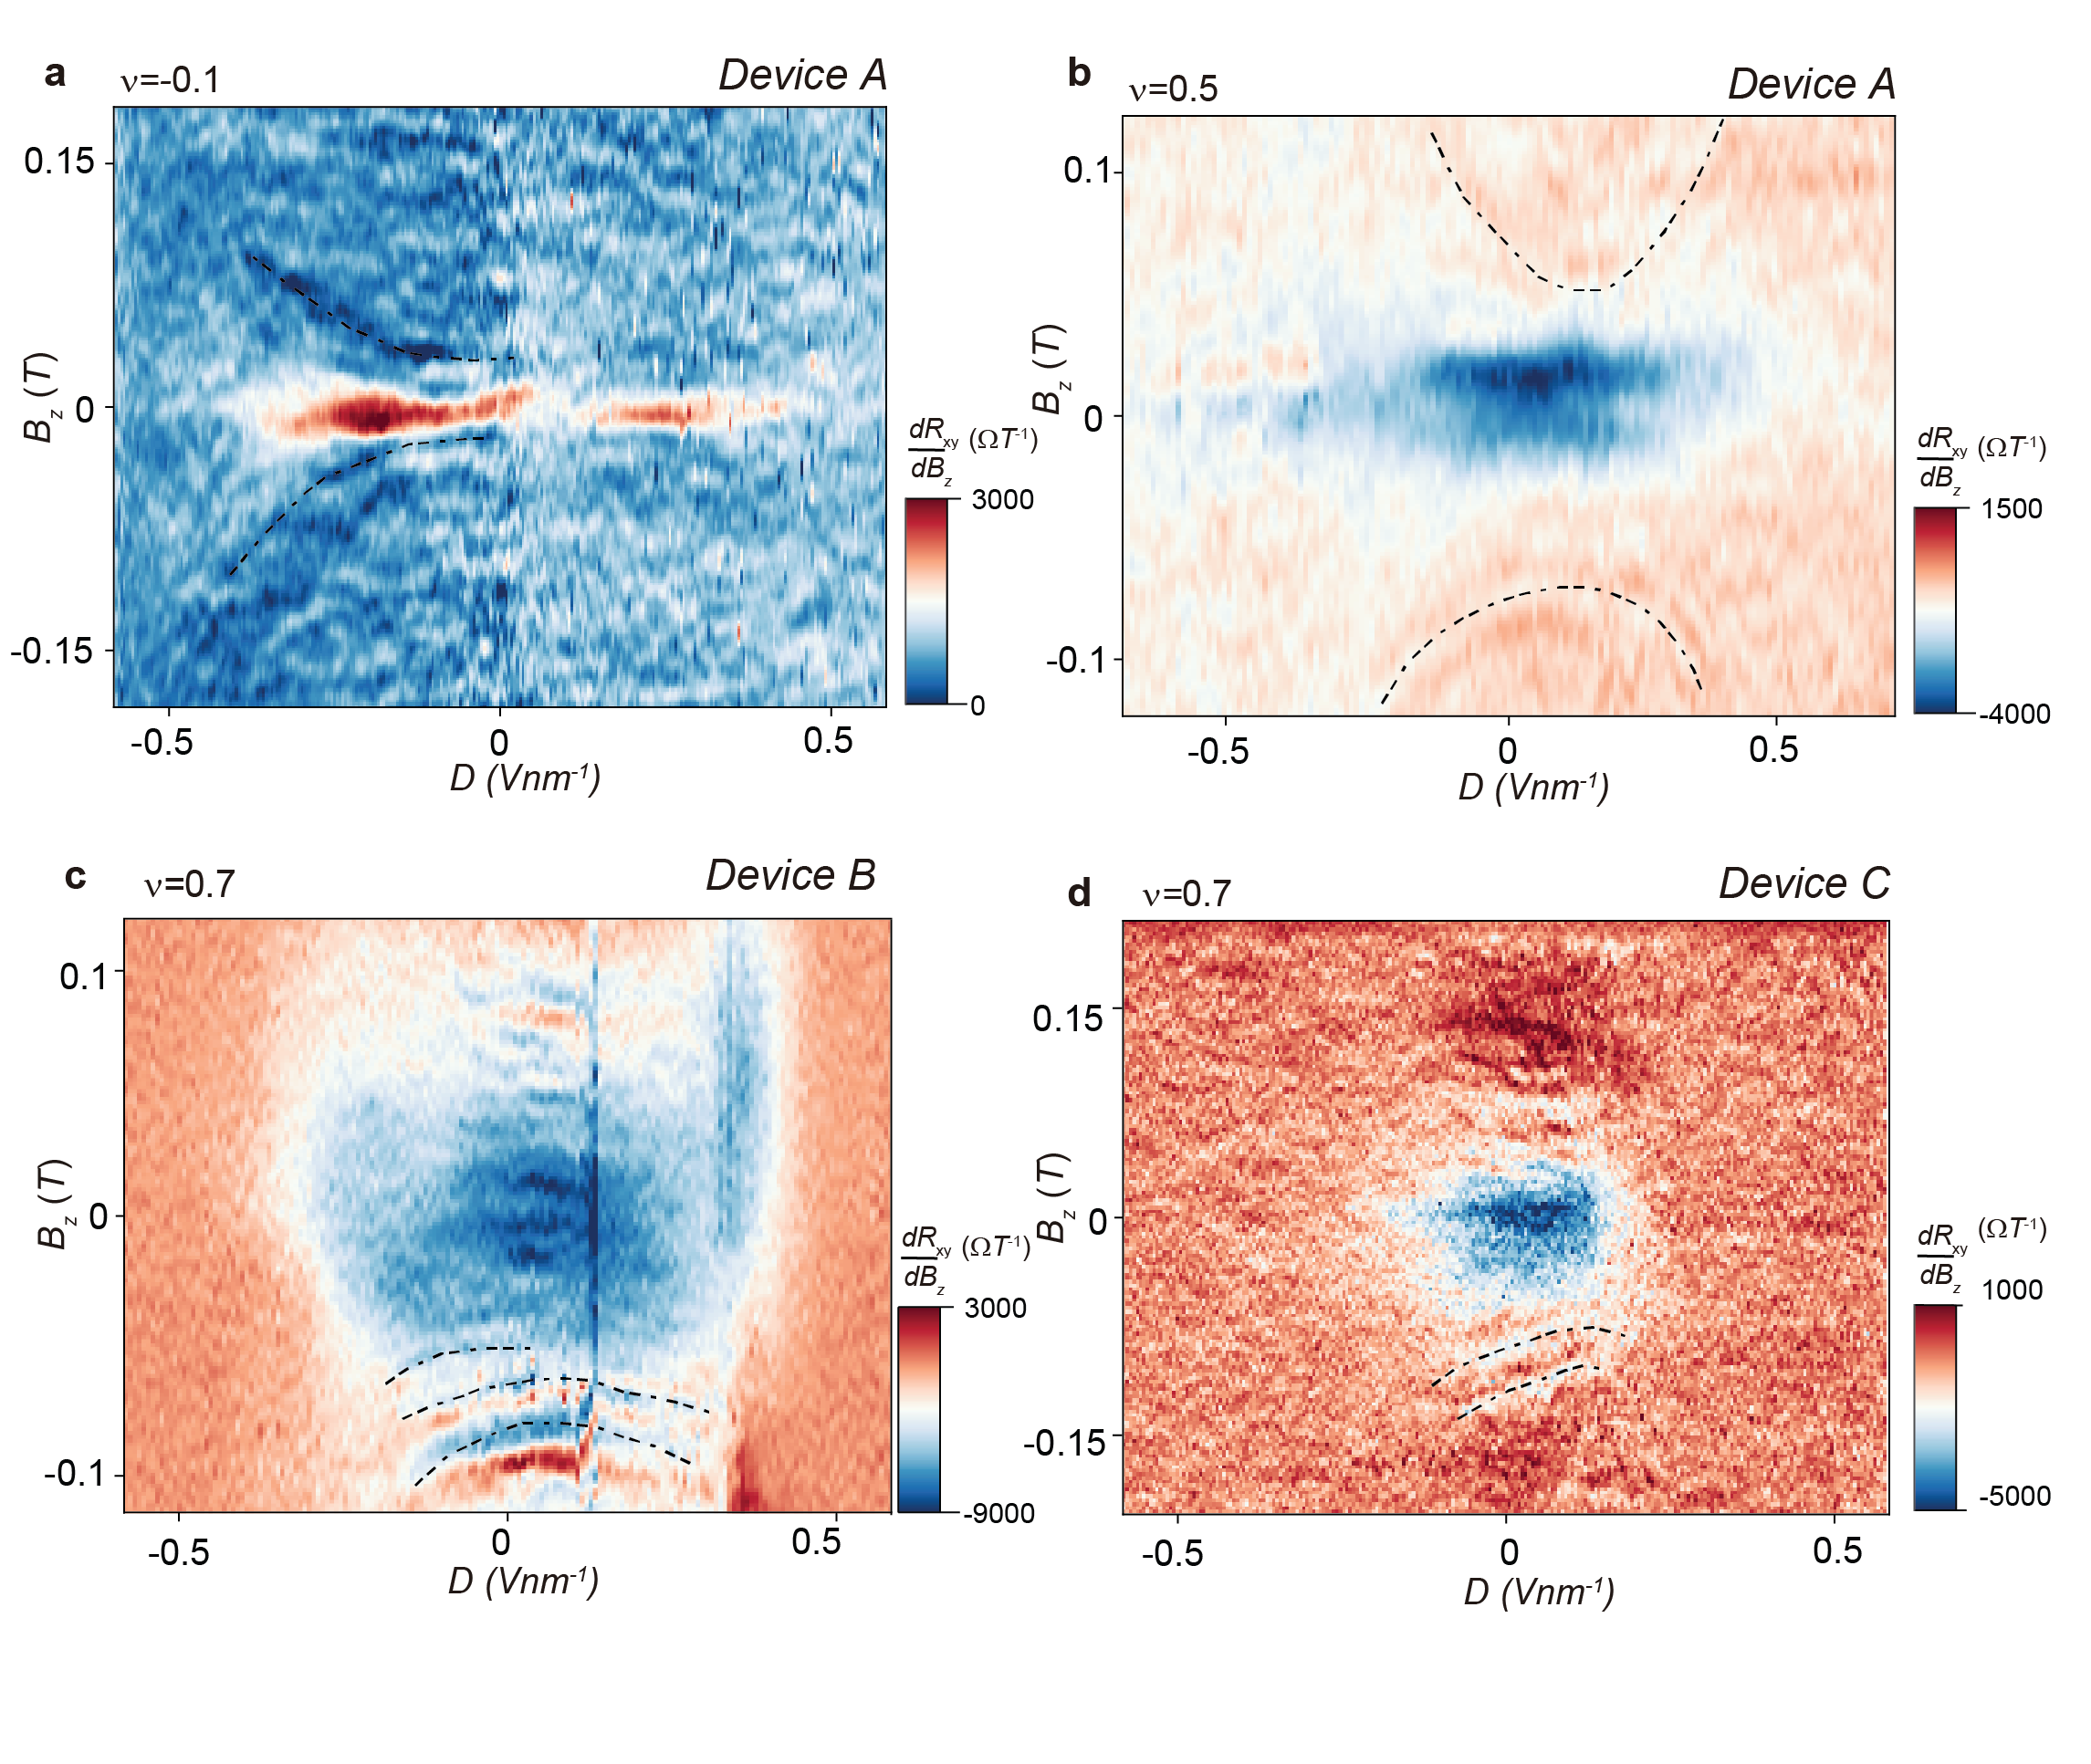 a
ν=-0.1
Device A
0.15
0
-0.15
B_z (T)
-0.5
0
0.5
D (Vnm⁻¹)
dR_xy (ΩT⁻¹)
dB_z
3000
0
b
ν=0.5
Device A
0.1
0
-0.1
B_z (T)
-0.5
0
0.5
D (Vnm⁻¹)
dR_xy (ΩT⁻¹)
dB_z
1500
-4000
c
ν=0.7
Device B
0.1
0
-0.1
B_z (T)
-0.5
0
0.5
D (Vnm⁻¹)
dR_xy (ΩT⁻¹)
dB_z
3000
-9000
d
ν=0.7
Device C
0.15
0
-0.15
B_z (T)
-0.5
0
0.5
D (Vnm⁻¹)
dR_xy (ΩT⁻¹)
dB_z
1000
-5000